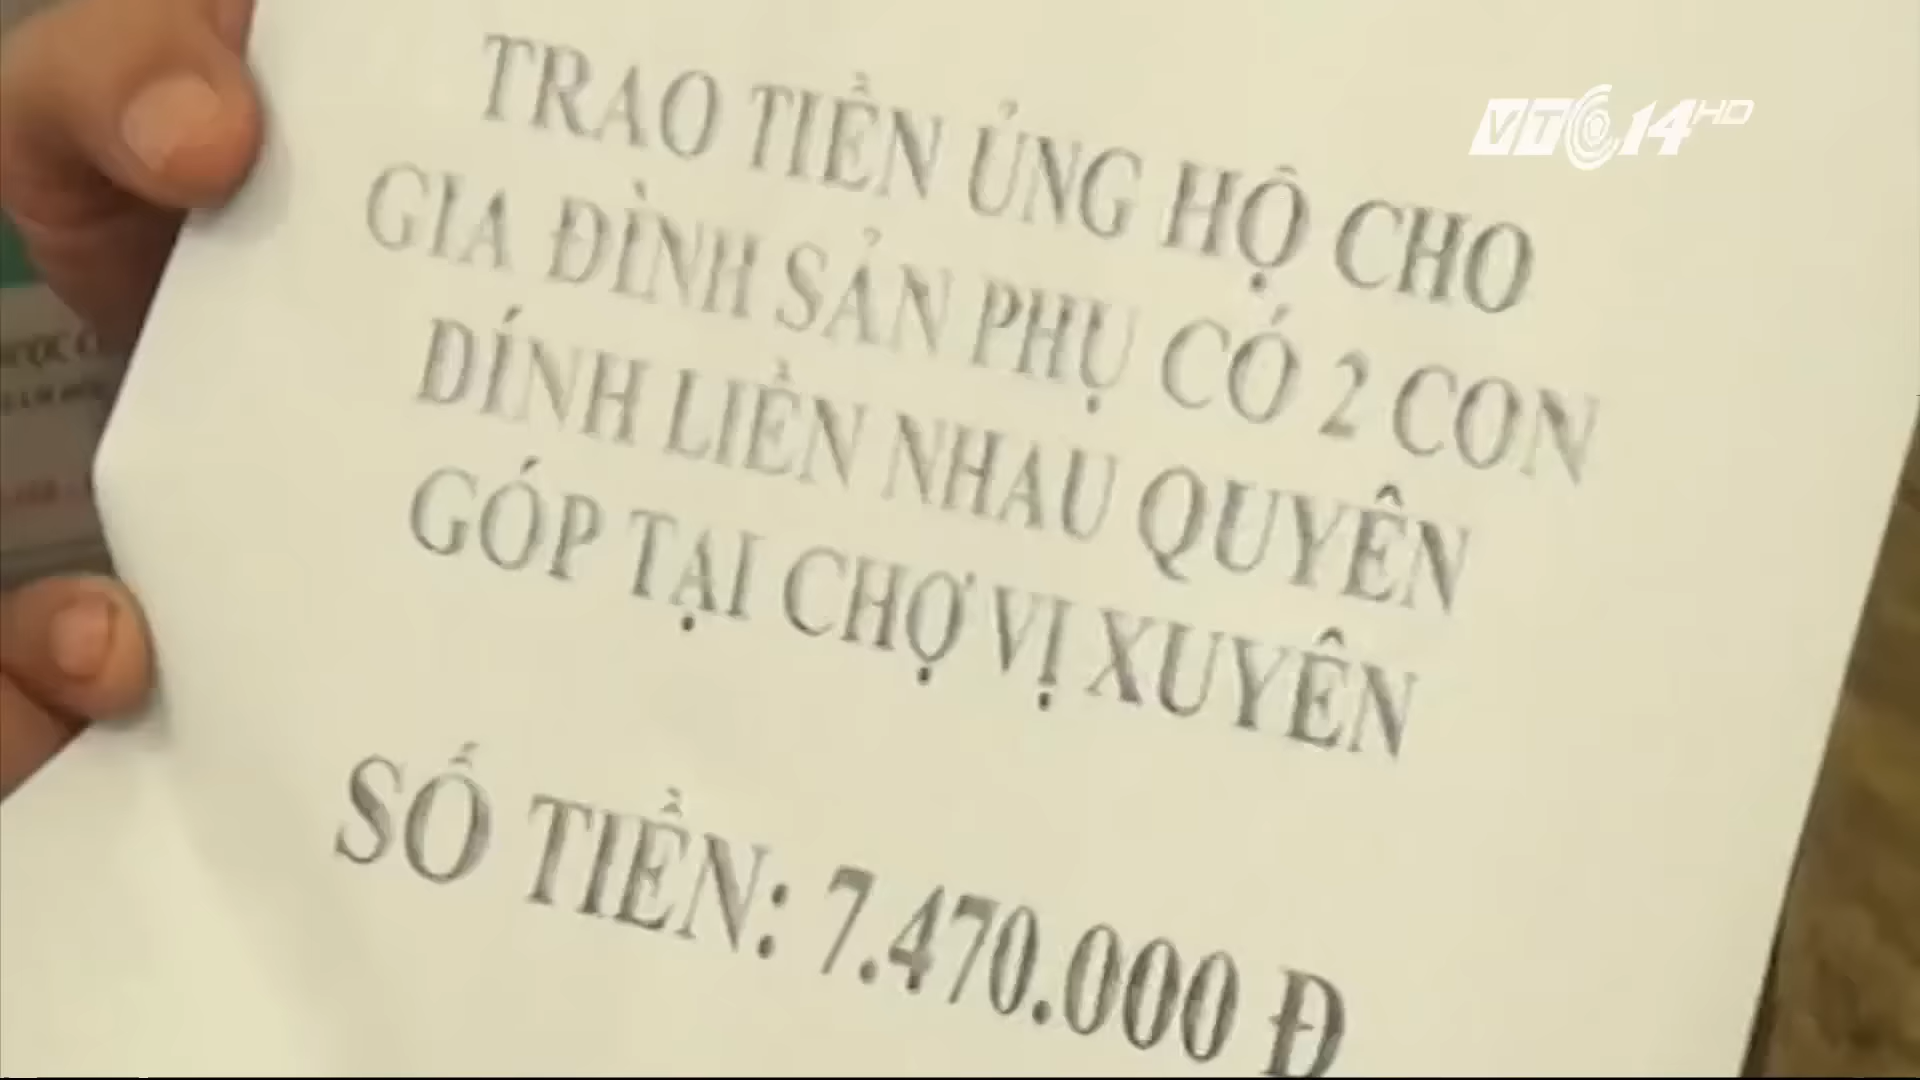 VTC14 HD
TRAO TIỀN ỦNG HỘ CHO
GIA ĐÌNH SẢN PHỤ CÓ 2 CON
DÍNH LIỀN NHAU QUYÊN
GÓP TẠI CHỢ VỊ XUYÊN
SỐ TIỀN: 7.470.000 Đ